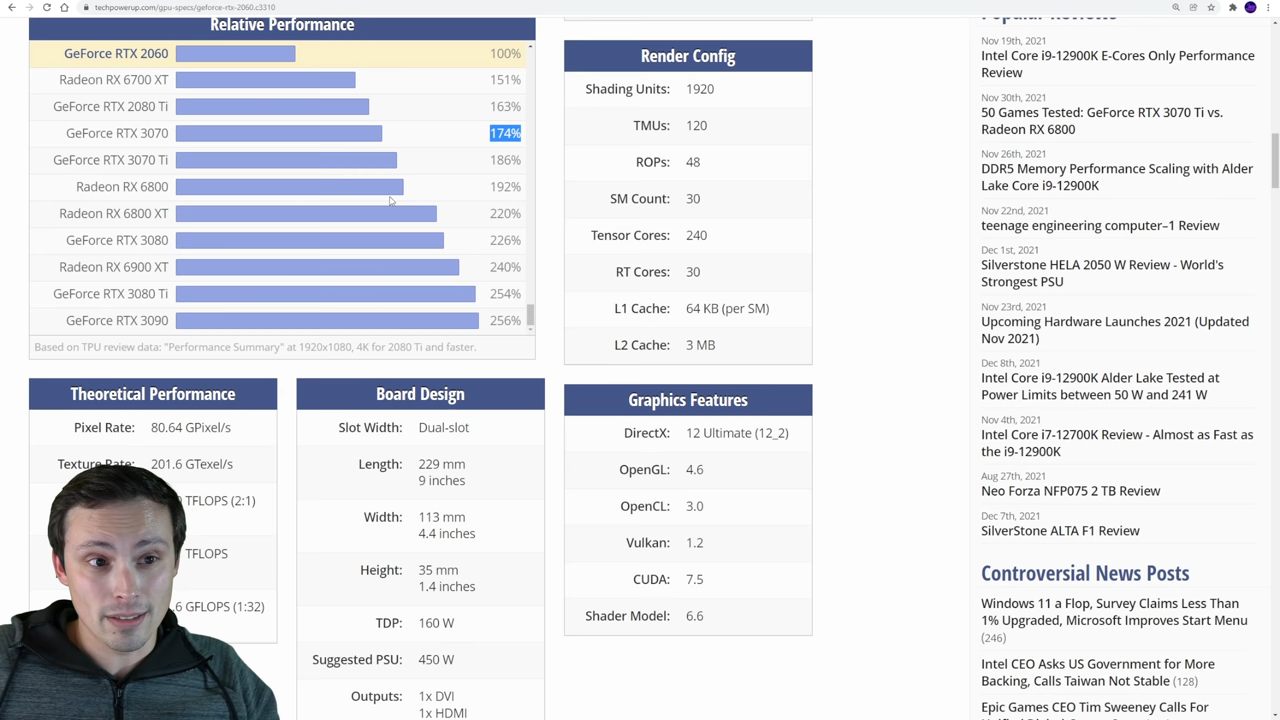 techpowerup.com/gpu-specs/geforce-rtx-2060.c3310
Relative Performance
GeForce RTX 2060 100%
Radeon RX 6700 XT 151%
GeForce RTX 2080 Ti 163%
GeForce RTX 3070 174%
GeForce RTX 3070 Ti 186%
Radeon RX 6800 192%
Radeon RX 6800 XT 220%
GeForce RTX 3080 226%
Radeon RX 6900 XT 240%
GeForce RTX 3080 Ti 254%
GeForce RTX 3090 256%
Based on TPU review data: "Performance Summary" at 1920x1080, 4K for 2080 Ti and faster.
Theoretical Performance
Pixel Rate: 80.64 GPixel/s
Texture Rate: 201.6 GTexel/s
TFLOPS (2:1)
TFLOPS
.6 GFLOPS (1:32)
Board Design
Slot Width: Dual-slot
Length: 229 mm
9 inches
Width: 113 mm
4.4 inches
Height: 35 mm
1.4 inches
TDP: 160 W
Suggested PSU: 450 W
Outputs: 1x DVI
1x HDMI
Render Config
Shading Units: 1920
TMUs: 120
ROPs: 48
SM Count: 30
Tensor Cores: 240
RT Cores: 30
L1 Cache: 64 KB (per SM)
L2 Cache: 3 MB
Graphics Features
DirectX: 12 Ultimate (12_2)
OpenGL: 4.6
OpenCL: 3.0
Vulkan: 1.2
CUDA: 7.5
Shader Model: 6.6
Popular Reviews
Nov 19th, 2021
Intel Core i9-12900K E-Cores Only Performance
Review
Nov 30th, 2021
50 Games Tested: GeForce RTX 3070 Ti vs.
Radeon RX 6800
Nov 26th, 2021
DDR5 Memory Performance Scaling with Alder
Lake Core i9-12900K
Nov 22nd, 2021
teenage engineering computer–1 Review
Dec 1st, 2021
Silverstone HELA 2050 W Review - World's
Strongest PSU
Nov 23rd, 2021
Upcoming Hardware Launches 2021 (Updated
Nov 2021)
Dec 8th, 2021
Intel Core i9-12900K Alder Lake Tested at
Power Limits between 50 W and 241 W
Nov 4th, 2021
Intel Core i7-12700K Review - Almost as Fast as
the i9-12900K
Aug 27th, 2021
Neo Forza NFP075 2 TB Review
Dec 7th, 2021
SilverStone ALTA F1 Review
Controversial News Posts
Windows 11 a Flop, Survey Claims Less Than
1% Upgraded, Microsoft Improves Start Menu
(246)
Intel CEO Asks US Government for More
Backing, Calls Taiwan Not Stable (128)
Epic Games CEO Tim Sweeney Calls For